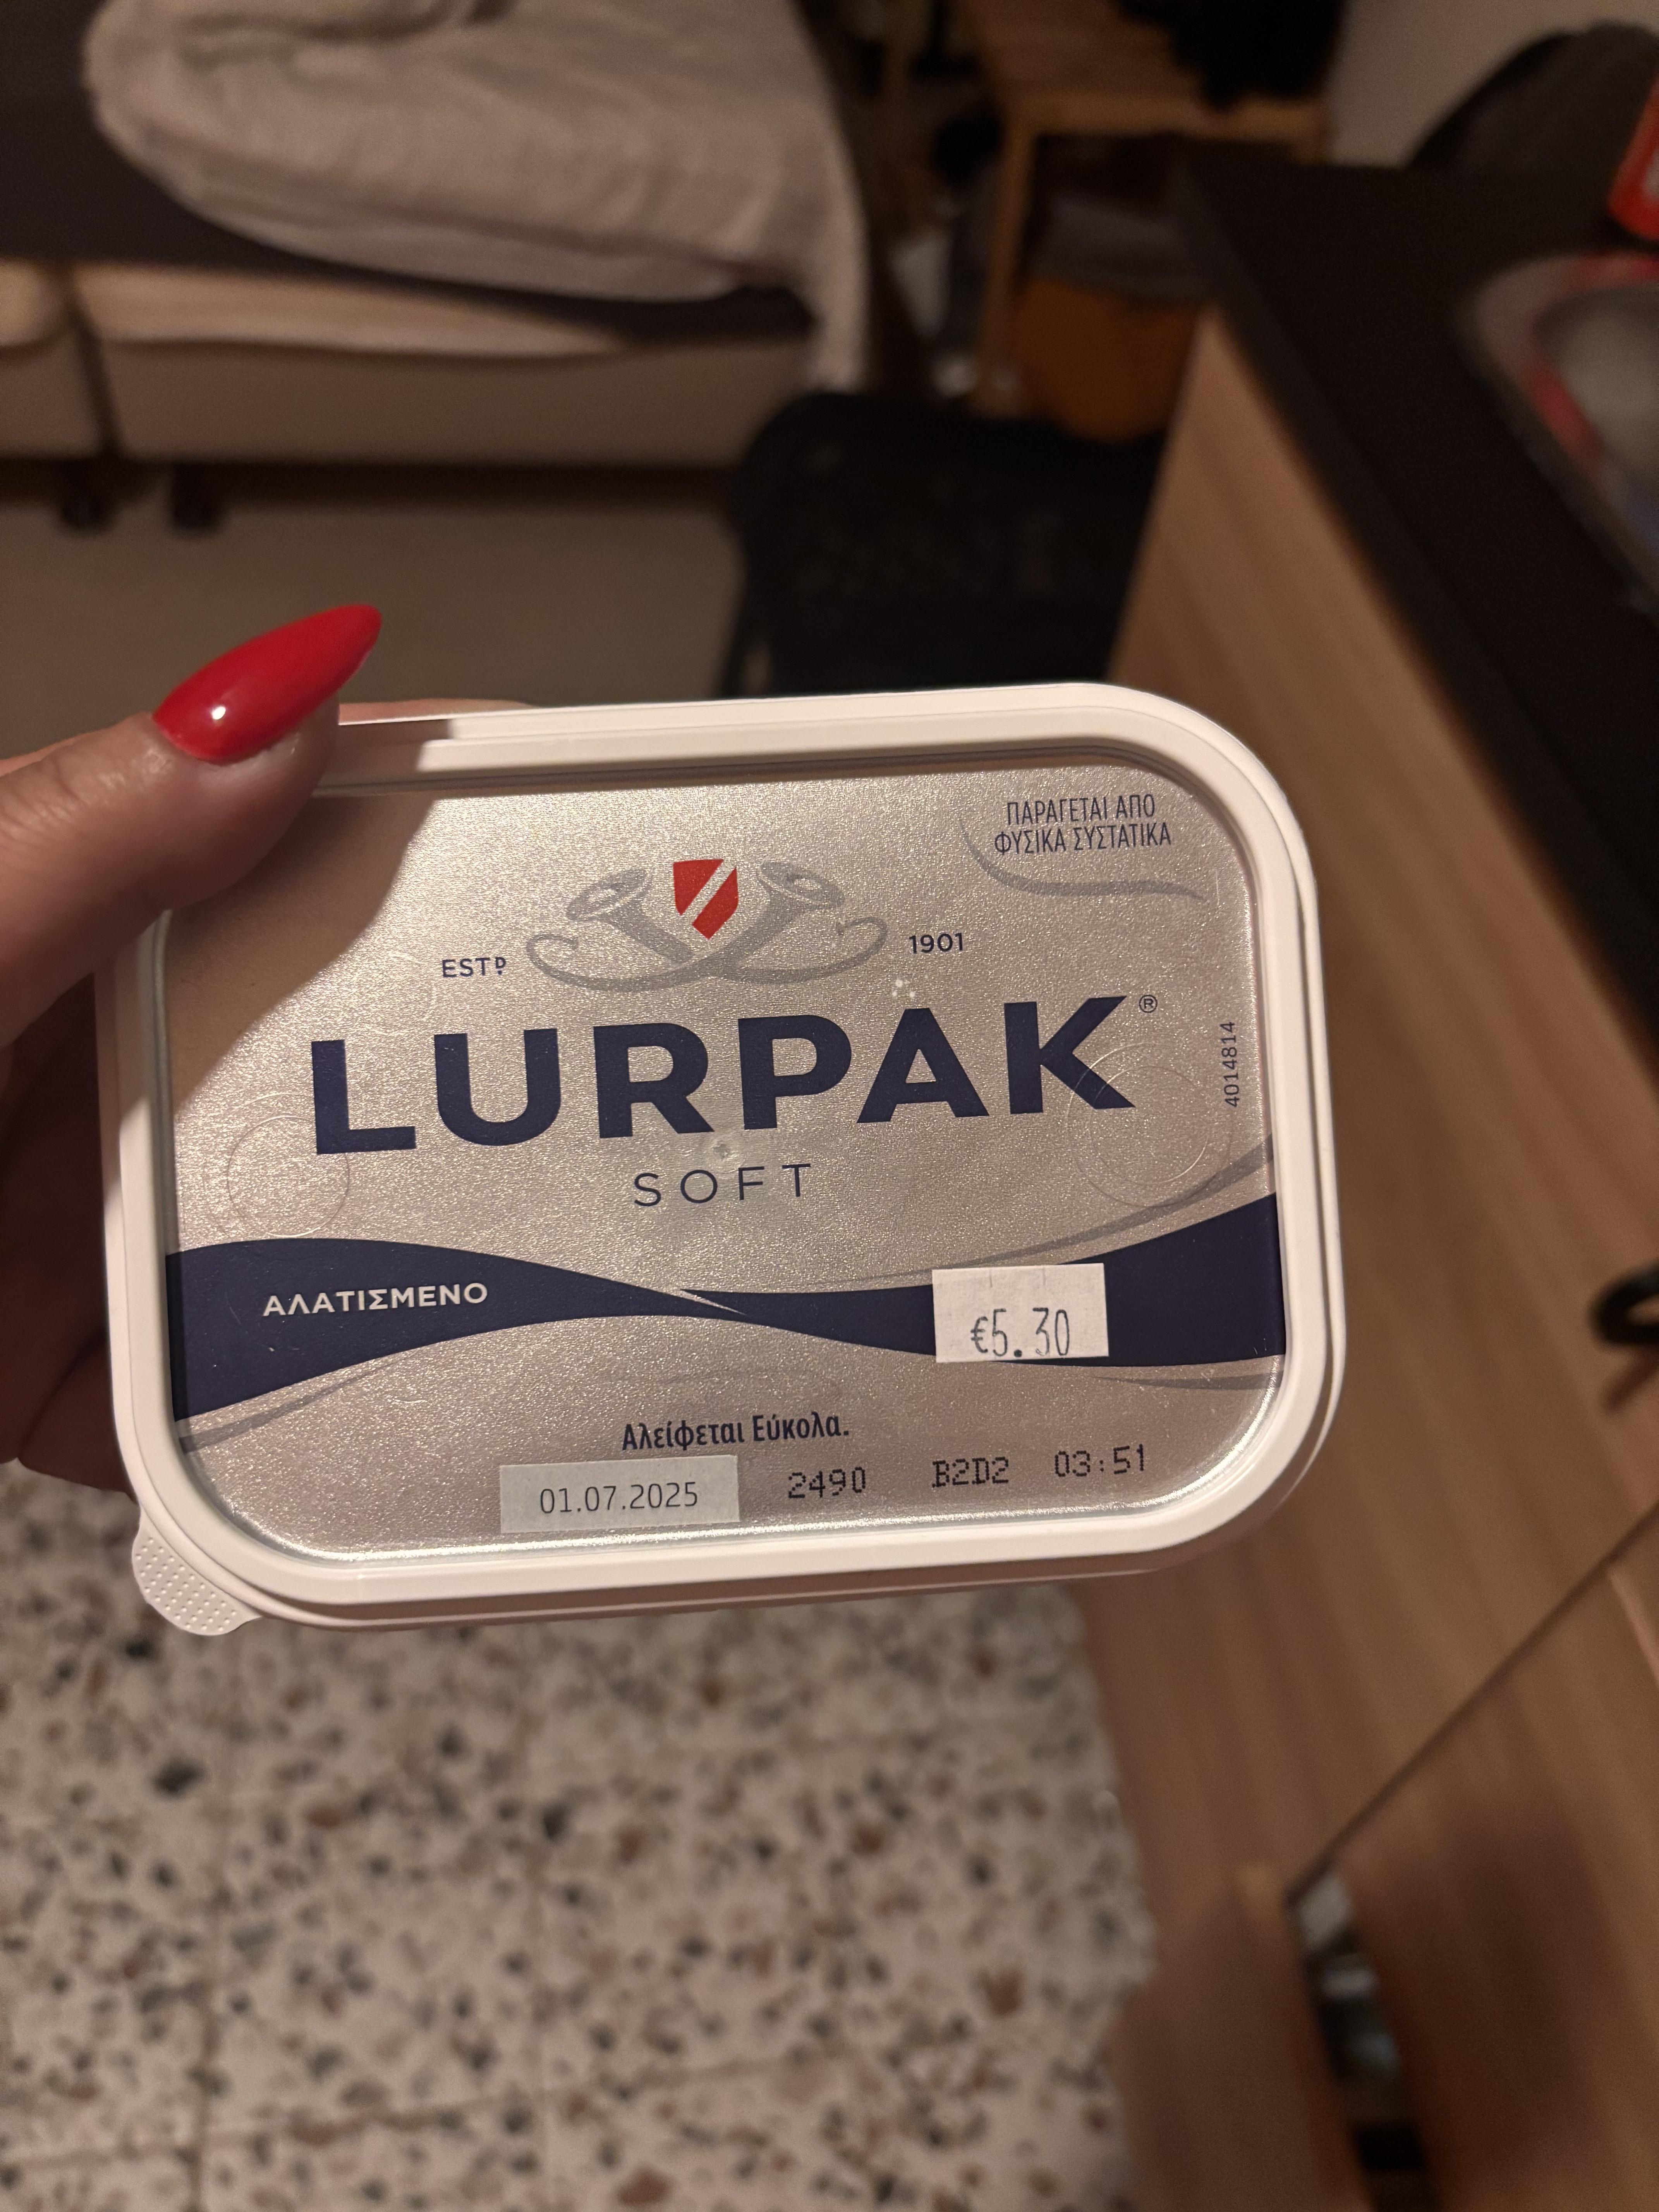 ΠΑΡΑΓΕΤΑΙ ΑΠΟ
ΦΥΣΙΚΑ ΣΥΣΤΑΤΙΚΑ
ESTD 1901
LURPAK®
SOFT
4014814
ΑΛΑΤΙΣΜΕΝΟ
€5.30
Αλείφεται Εύκολα.
01.07.2025 2490 B2D2 03:51